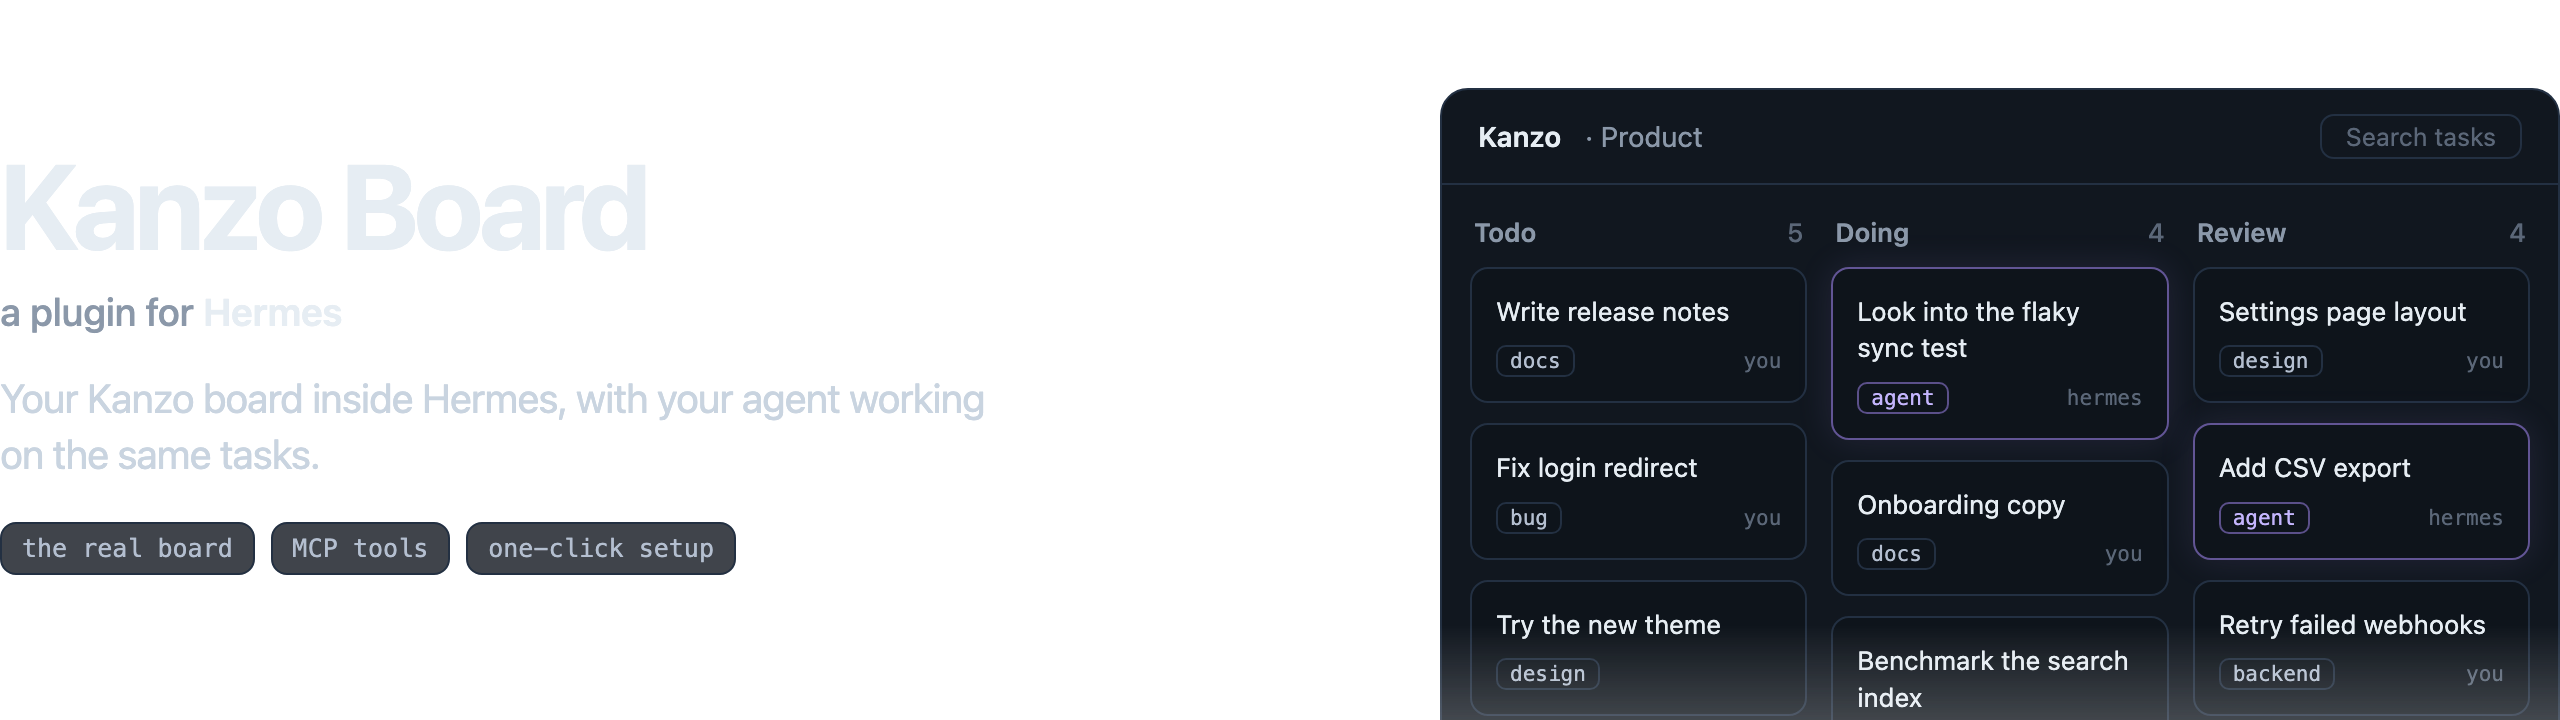 Kanzo Board
a plugin for Hermes
Your Kanzo board inside Hermes, with your agent working
on the same tasks.
the real board
MCP tools
one-click setup
Kanzo · Product
Search tasks
Todo 5
Write release notes
docs you
Fix login redirect
bug you
Try the new theme
design
Doing 4
Look into the flaky
sync test
agent hermes
Onboarding copy
docs you
Benchmark the search
index
Review 4
Settings page layout
design you
Add CSV export
agent hermes
Retry failed webhooks
backend you